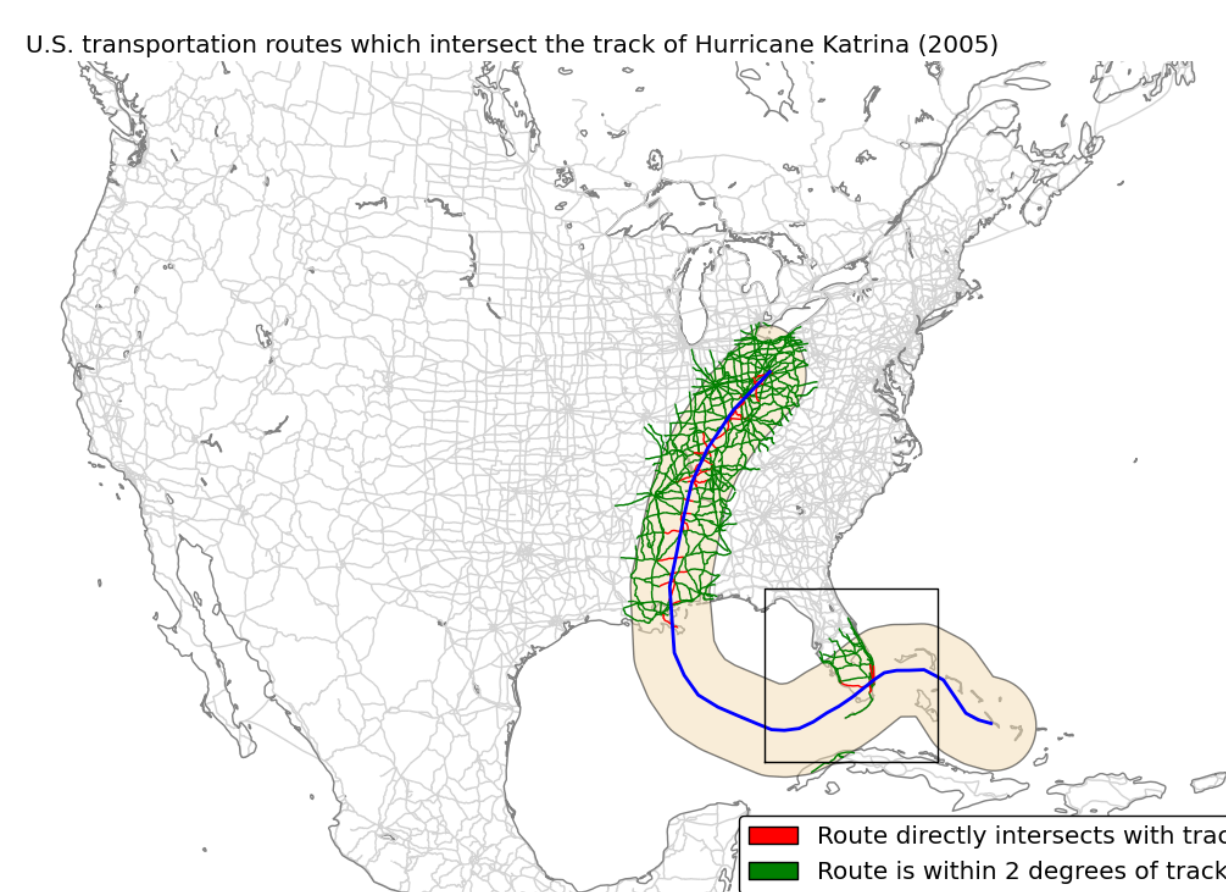 U.S. transportation routes which intersect the track of Hurricane Katrina (2005)
Route directly intersects with trac
Route is within 2 degrees of track